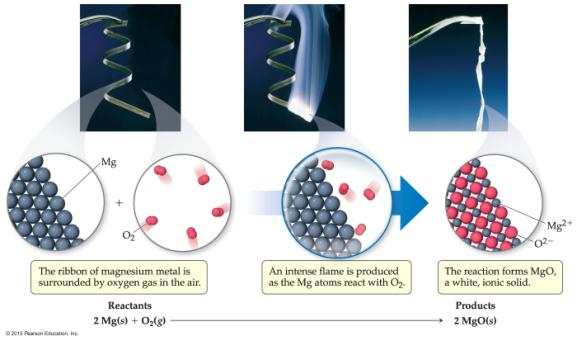 Mg
+
O₂
Mg²⁺
O²⁻
The ribbon of magnesium metal is
surrounded by oxygen gas in the air.
An intense flame is produced
as the Mg atoms react with O₂.
The reaction forms MgO,
a white, ionic solid.
Reactants
Products
2 Mg(s) + O₂(g)
2 MgO(s)
© 2015 Pearson Education, Inc.